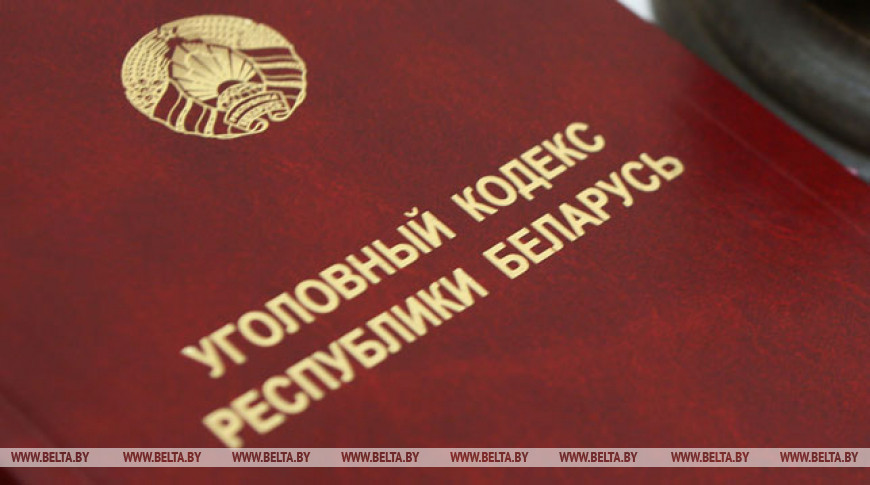 УГОЛОВНЫЙ КОДЕКС
РЕСПУБЛИКИ БЕЛАРУСЬ
WWW.BELTA.BY WWW.BELTA.BY WWW.BELTA.BY WWW.BELTA.BY WWW.BELTA.BY WWW.BELTA.BY WWW.BELTA.BY WWW.BELTA.BY